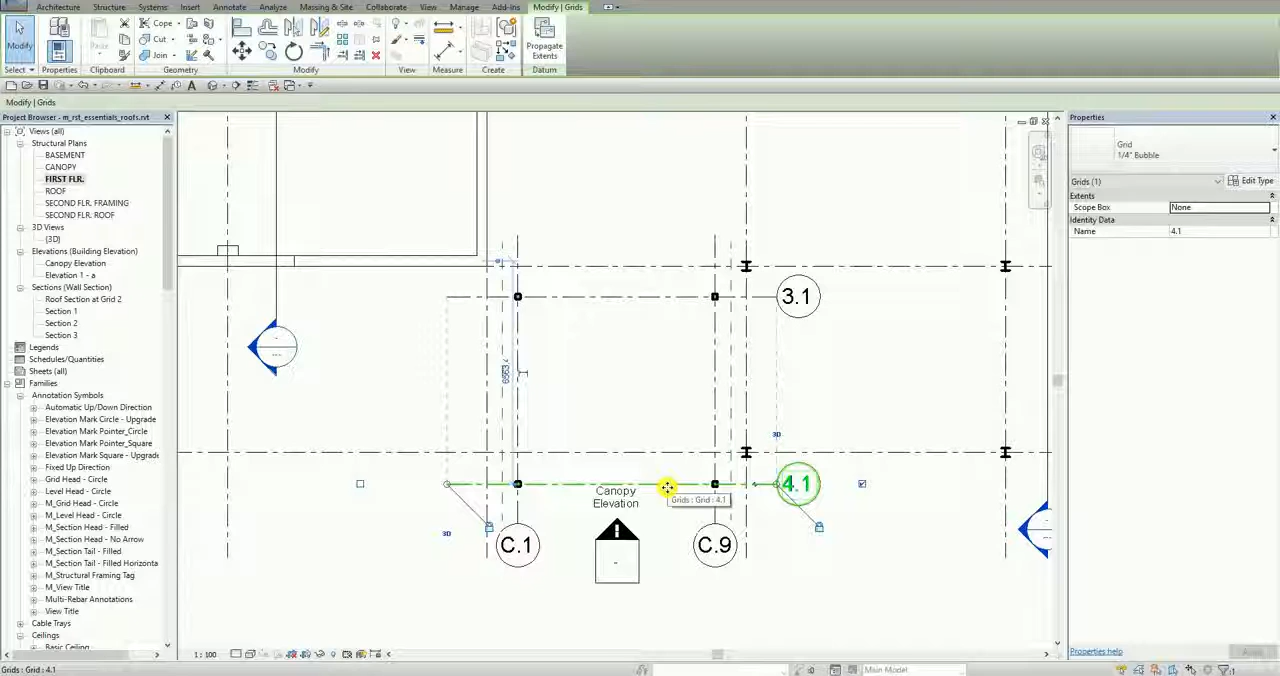 Architecture Structure Systems Insert Annotate Analyze Massing & Site Collaborate View Manage Add-Ins Modify | Grids
Modify
Paste
Cope
Cut
Join
Propagate
Extents
Select Properties Clipboard Geometry Modify View Measure Create Datum
Modify | Grids
Project Browser - m_rst_essentials_roofs.rvt
Views (all)
Structural Plans
BASEMENT
CANOPY
FIRST FLR.
ROOF
SECOND FLR. FRAMING
SECOND FLR. ROOF
3D Views
{3D}
Elevations (Building Elevation)
Canopy Elevation
Elevation 1 - a
Sections (Wall Section)
Roof Section at Grid 2
Section 1
Section 2
Section 3
Legends
Schedules/Quantities
Sheets (all)
Families
Annotation Symbols
Automatic Up/Down Direction
Elevation Mark Circle - Upgrade
Elevation Mark Pointer_Circle
Elevation Mark Pointer_Square
Elevation Mark Square - Upgrade
Fixed Up Direction
Grid Head - Circle
Level Head - Circle
M_Grid Head - Circle
M_Level Head - Circle
M_Section Head - Filled
M_Section Head - No Arrow
M_Section Tail - Filled
M_Section Tail - Filled Horizonta
M_Structural Framing Tag
M_View Title
Multi-Rebar Annotations
View Title
Cable Trays
Ceilings
Basic Ceiling
3.1
3D
4.1
Grids : Grid : 4.1
Canopy
Elevation
3D
C.1
C.9
1 : 100
Properties
Grid
1/4" Bubble
Grids (1)
Edit Type
Extents
Scope Box None
Identity Data
Name 4.1
Properties help
Grids : Grid : 4.1
:0
Main Model
:1